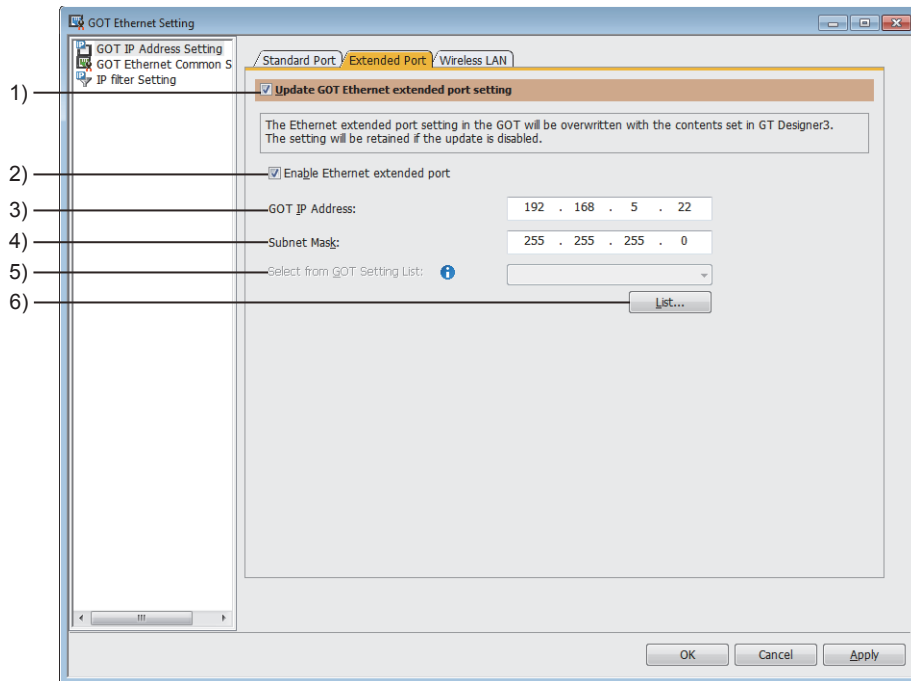 GOT Ethernet Setting
GOT IP Address Setting
GOT Ethernet Common S
IP filter Setting
Standard Port Extended Port Wireless LAN
1) Update GOT Ethernet extended port setting
The Ethernet extended port setting in the GOT will be overwritten with the contents set in GT Designer3.
The setting will be retained if the update is disabled.
2) Enable Ethernet extended port
3) GOT IP Address: 192 . 168 . 5 . 22
4) Subnet Mask: 255 . 255 . 255 . 0
5) Select from GOT Setting List:
6) List...
OK Cancel Apply